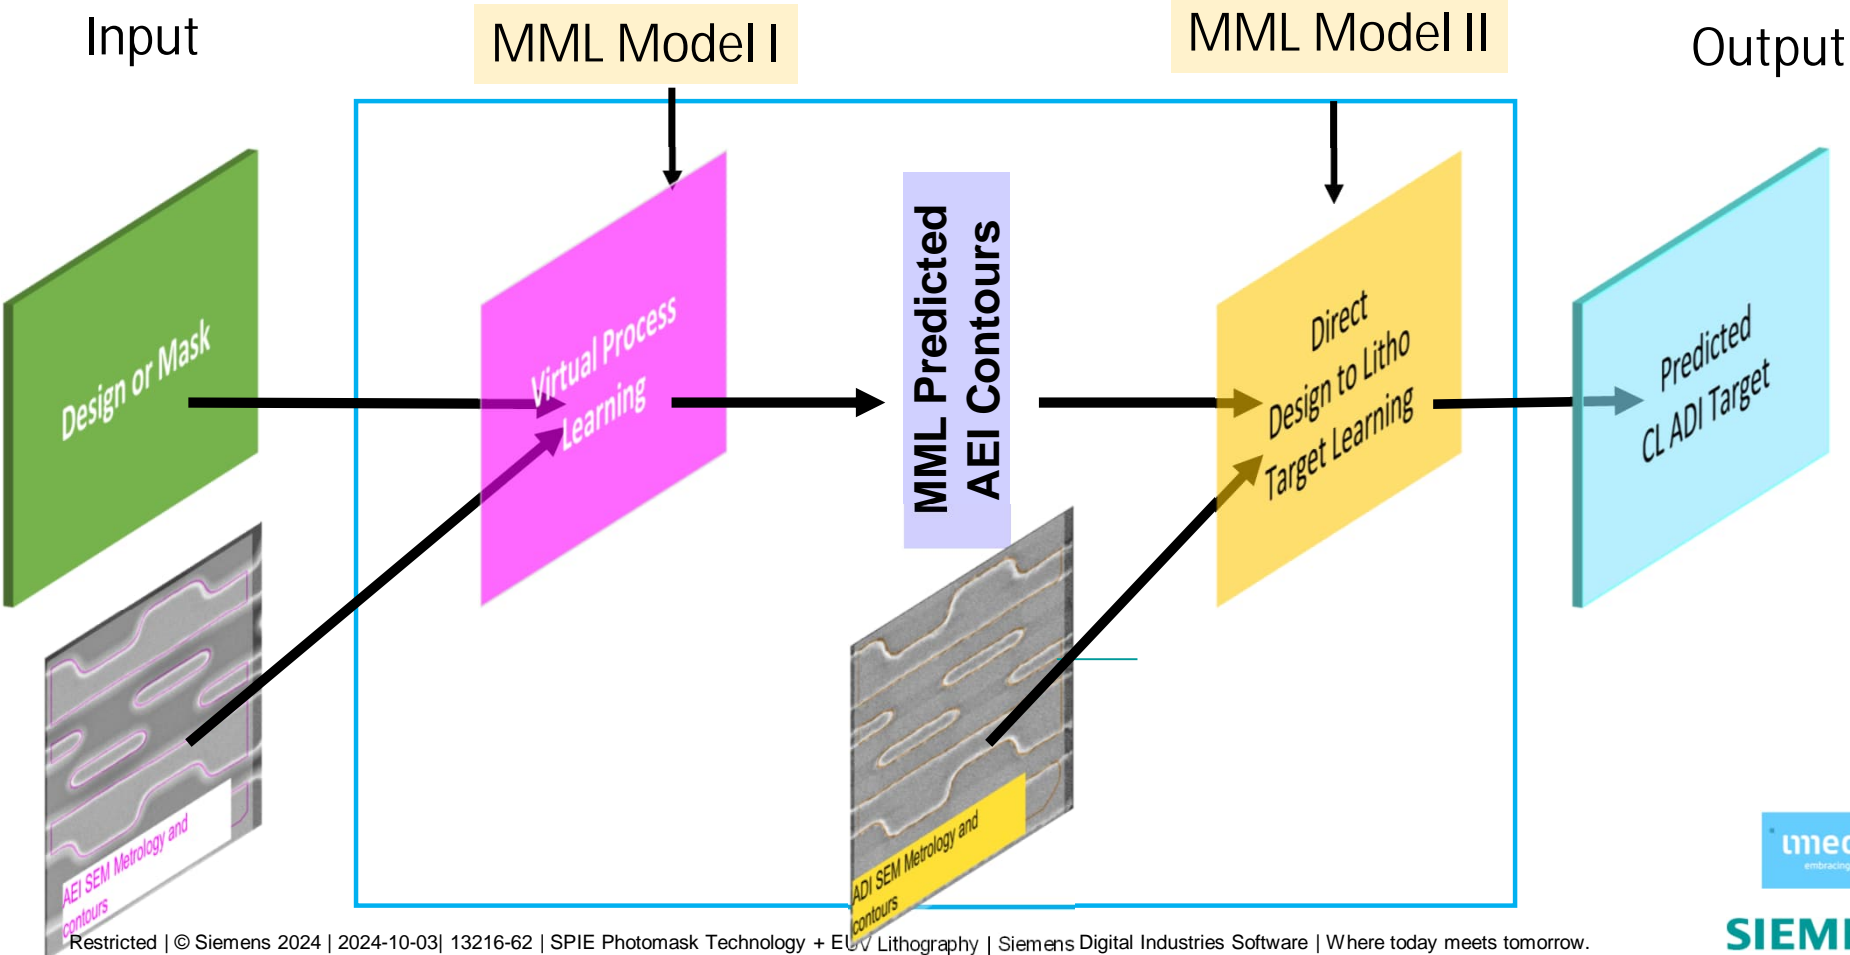 Input
MML Model I
MML Model II
Output
Design or Mask
Virtual Process
Learning
MML Predicted
AEI Contours
Direct
Design to Litho
Target Learning
Predicted
CL ADI Target
AEI SEM Metrology and
contours
ADI SEM Metrology and
contours
Restricted | © Siemens 2024 | 2024-10-03| 13216-62 | SPIE Photomask Technology + EUV Lithography | Siemens Digital Industries Software | Where today meets tomorrow.
imec
embracing
SIEM